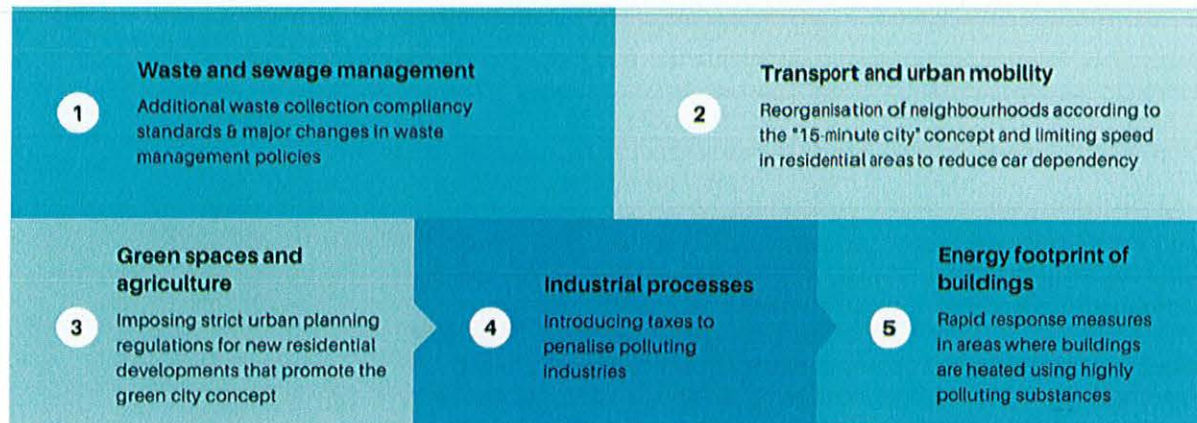 Waste and sewage management
1
Additional waste collection compliancy
standards & major changes in waste
management policies
Transport and urban mobility
2
Reorganisation of neighbourhoods according to
the "15-minute city" concept and limiting speed
in residential areas to reduce car dependency
Green spaces and
agriculture
3
Imposing strict urban planning
regulations for new residential
developments that promote the
green city concept
Industrial processes
4
Introducing taxes to
penalise polluting
industries
Energy footprint of
buildings
5
Rapid response measures
in areas where buildings
are heated using highly
polluting substances